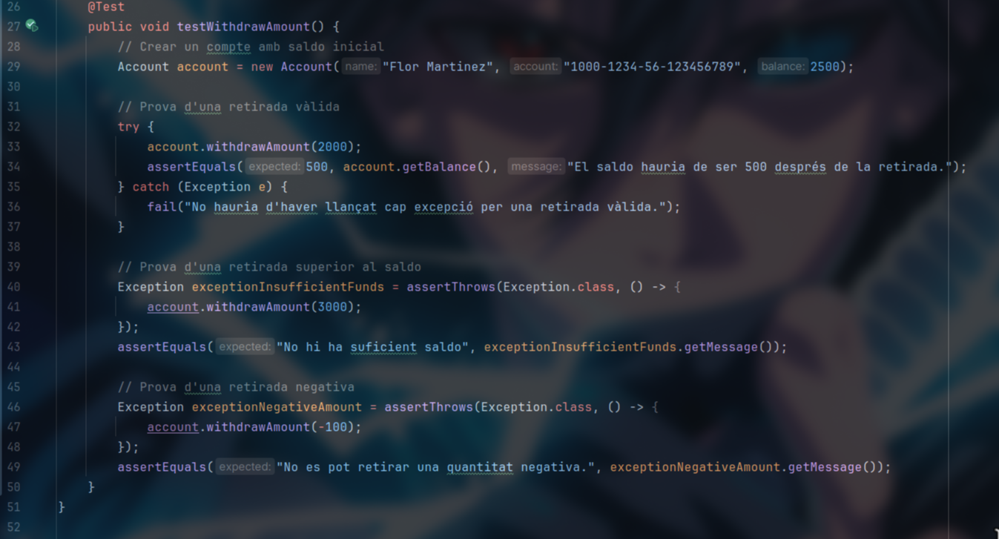 26 @Test
27 public void testWithdrawAmount() {
28 // Crear un compte amb saldo inicial
29 Account account = new Account( name: "Flor Martinez", account: "1000-1234-56-123456789", balance: 2500);
30
31 // Prova d'una retirada vàlida
32 try {
33 account.withdrawAmount(2000);
34 assertEquals( expected: 500, account.getBalance(), message: "El saldo hauria de ser 500 després de la retirada.");
35 } catch (Exception e) {
36 fail("No hauria d'haver llançat cap excepció per una retirada vàlida.");
37 }
38
39 // Prova d'una retirada superior al saldo
40 Exception exceptionInsufficientFunds = assertThrows(Exception.class, () -> {
41 account.withdrawAmount(3000);
42 });
43 assertEquals( expected: "No hi ha suficient saldo", exceptionInsufficientFunds.getMessage());
44
45 // Prova d'una retirada negativa
46 Exception exceptionNegativeAmount = assertThrows(Exception.class, () -> {
47 account.withdrawAmount(-100);
48 });
49 assertEquals( expected: "No es pot retirar una quantitat negativa.", exceptionNegativeAmount.getMessage());
50 }
51 }
52